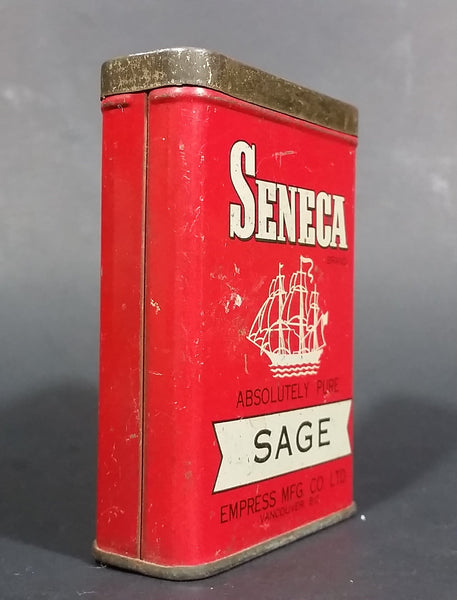 SENECA
BRAND
ABSOLUTELY PURE
SAGE
EMPRESS MFG. CO. LTD.
VANCOUVER, B.C.